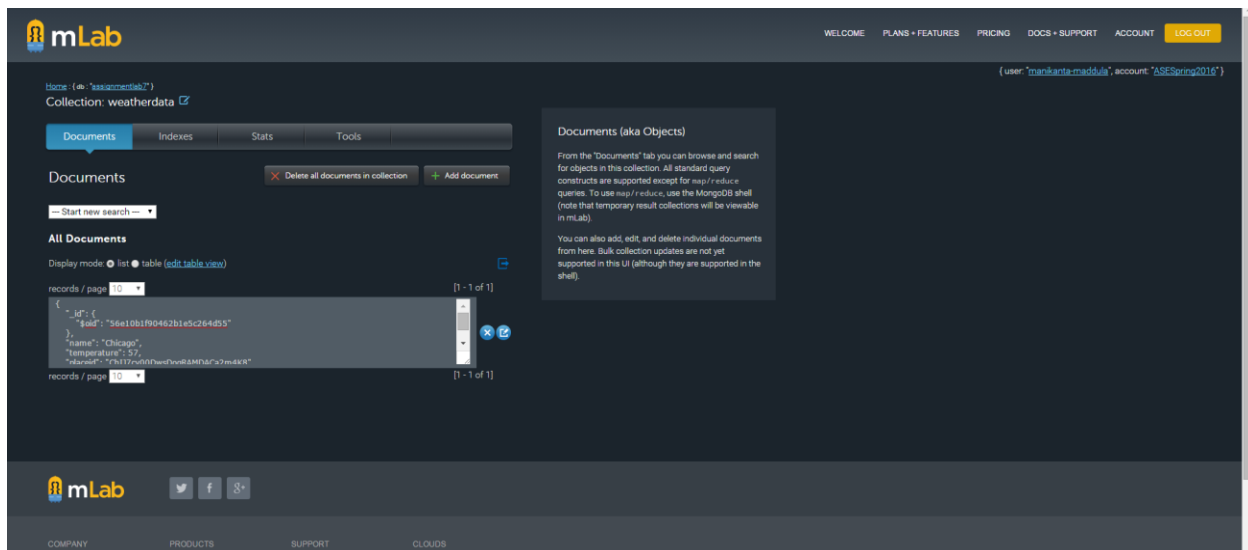 mLab
WELCOME PLANS + FEATURES PRICING DOCS + SUPPORT ACCOUNT LOG OUT
{ user: "manikanta-maddula", account: "ASESpring2016" }
Home : { db : "assignmentlab7" }
Collection: weatherdata
Documents Indexes Stats Tools
Documents
Delete all documents in collection
Add document
-- Start new search --
All Documents
Display mode: list table (edit table view)
records / page 10 [1 - 1 of 1]
{
"_id": {
"$oid": "56e10b1f90462b1e5c264d55"
},
"name": "Chicago",
"temperature": 57,
records / page 10 [1 - 1 of 1]
Documents (aka Objects)
From the "Documents" tab you can browse and search
for objects in this collection. All standard query
constructs are supported except for map/reduce
queries. To use map/reduce, use the MongoDB shell
(note that temporary result collections will be viewable
in mLab).
You can also add, edit, and delete individual documents
from here. Bulk collection updates are not yet
supported in this UI (although they are supported in the
shell).
mLab
COMPANY PRODUCTS SUPPORT CLOUDS